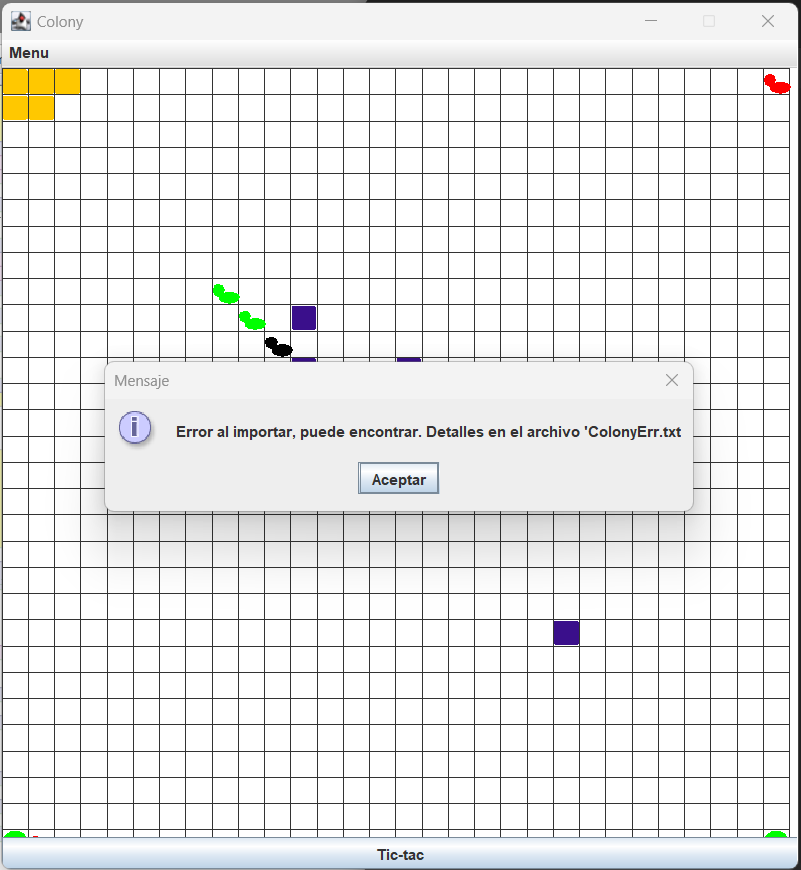 Colony
Menu
Mensaje
Error al importar, puede encontrar. Detalles en el archivo 'ColonyErr.txt
Aceptar
Tic-tac